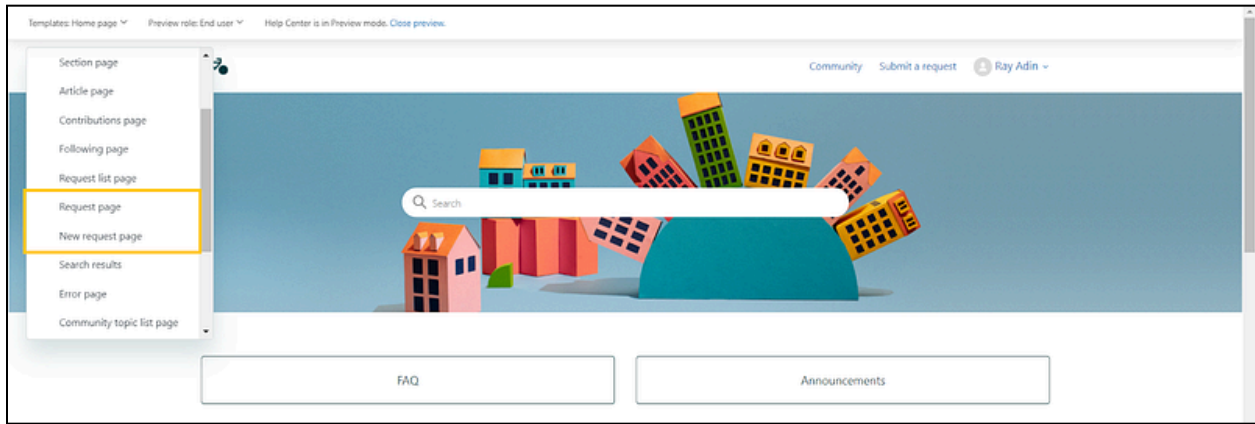 Templates: Home page Preview role: End user Help Center is in Preview mode. Close preview.
Community Submit a request Ray Adin
Section page
Article page
Contributions page
Following page
Request list page
Request page
New request page
Search results
Error page
Community topic list page
Search
FAQ Announcements